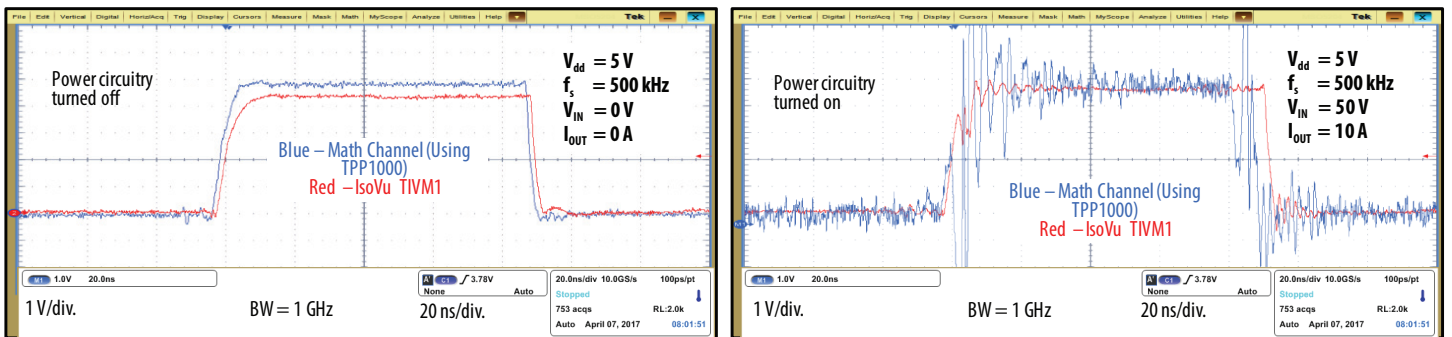 File Edit Vertical Digital Horiz/Acq Trig Display Cursors Measure Mask Math MyScope Analyze Utilities Help Tek
Power circuitry
turned off
Vdd = 5 V
fs = 500 kHz
VIN = 0 V
IOUT = 0 A
Blue – Math Channel (Using
TPP1000)
Red – IsoVu TIVM1
M1 1.0V 20.0ns
A' C1 3.78V
None Auto
20.0ns/div 10.0GS/s 100ps/pt
Stopped
753 acqs RL:2.0k
Auto April 07, 2017 08:01:51
1 V/div.
BW = 1 GHz
20 ns/div.
File Edit Vertical Digital Horiz/Acq Trig Display Cursors Measure Mask Math MyScope Analyze Utilities Help Tek
Power circuitry
turned on
Vdd = 5 V
fs = 500 kHz
VIN = 50 V
IOUT = 10 A
Blue – Math Channel (Using
TPP1000)
Red – IsoVu TIVM1
M1
M1 1.0V 20.0ns
A' C1 3.78V
None Auto
20.0ns/div 10.0GS/s 100ps/pt
Stopped
753 acqs RL:2.0k
Auto April 07, 2017 08:01:51
1 V/div.
BW = 1 GHz
20 ns/div.